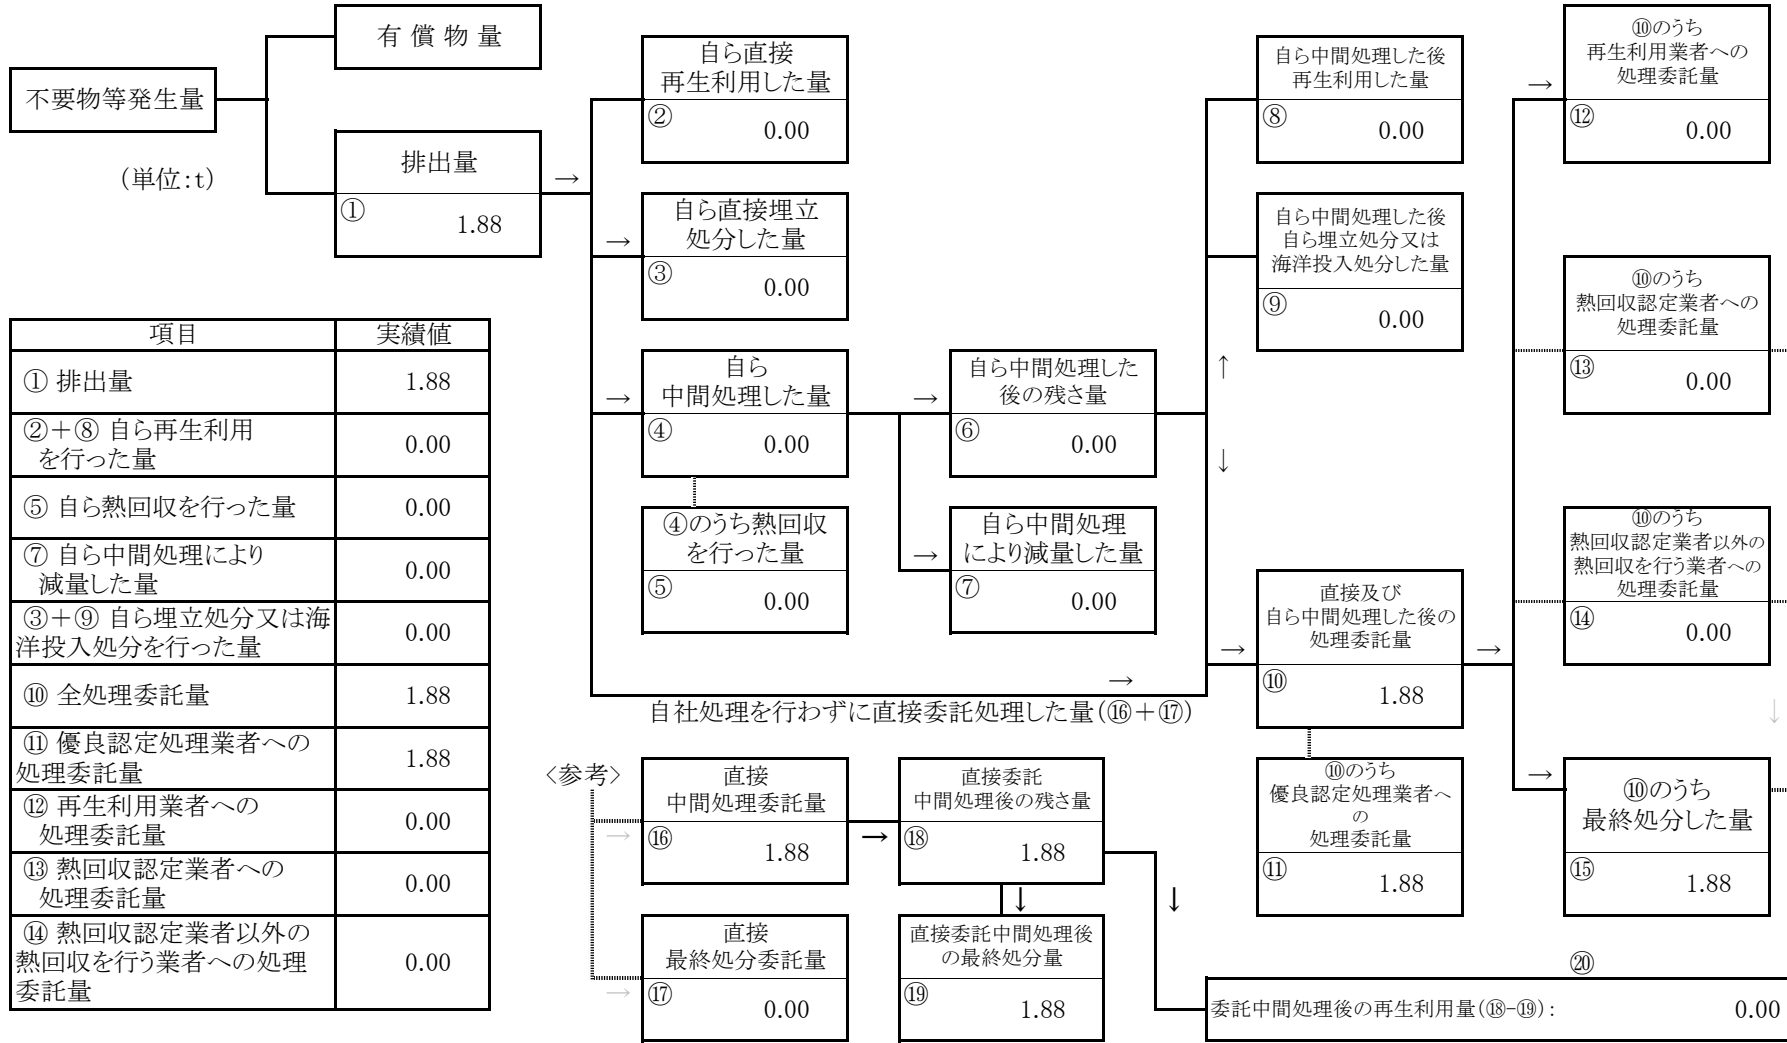 有 償 物 量
不要物等発生量
(単位:t)
排出量
①
1.88
→
自ら直接
再生利用した量
②
0.00
→
自ら直接埋立
処分した量
③
0.00
→
自ら
中間処理した量
④
0.00
④のうち熱回収
を行った量
⑤
0.00
→
自ら中間処理した
後の残さ量
⑥
0.00
→
自ら中間処理
により減量した量
⑦
0.00
自ら中間処理した後
再生利用した量
⑧
0.00
自ら中間処理した後
自ら埋立処分又は
海洋投入処分した量
⑨
0.00
↑
↓
→
直接及び
自ら中間処理した後の
処理委託量
⑩
1.88
→
⑩のうち
優良認定処理業者へ
の
処理委託量
⑪
1.88
→
⑩のうち
再生利用業者への
処理委託量
⑫
0.00
⑩のうち
熱回収認定業者への
処理委託量
⑬
0.00
⑩のうち
熱回収認定業者以外の
熱回収を行う業者への
処理委託量
⑭
0.00
↓
→
⑩のうち
最終処分した量
⑮
1.88
→
自社処理を行わずに直接委託処理した量(⑯+⑰)
<参考>
→
直接
中間処理委託量
⑯
1.88
→
直接委託
中間処理後の残さ量
⑱
1.88
↓
↓
→
直接
最終処分委託量
⑰
0.00
直接委託中間処理後
の最終処分量
⑲
1.88
⑳
委託中間処理後の再生利用量(⑱-⑲): 0.00
項目 実績値
① 排出量 1.88
②+⑧ 自ら再生利用
を行った量 0.00
⑤ 自ら熱回収を行った量 0.00
⑦ 自ら中間処理により
減量した量 0.00
③+⑨ 自ら埋立処分又は海
洋投入処分を行った量 0.00
⑩ 全処理委託量 1.88
⑪ 優良認定処理業者への
処理委託量 1.88
⑫ 再生利用業者への
処理委託量 0.00
⑬ 熱回収認定業者への
処理委託量 0.00
⑭ 熱回収認定業者以外の
熱回収を行う業者への処理
委託量 0.00